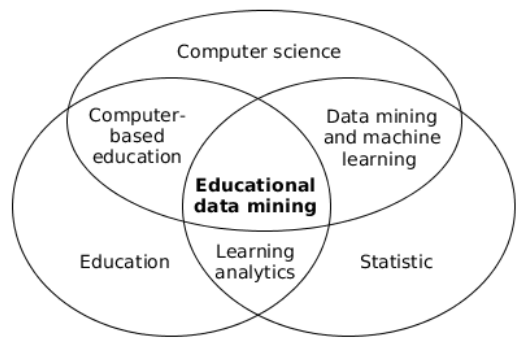 Computer science
Computer-
based
education
Data mining
and machine
learning
Educational
data mining
Education
Learning
analytics
Statistic